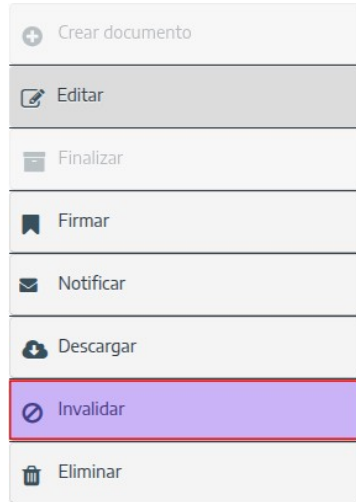 Crear documento
Editar
Finalizar
Firmar
Notificar
Descargar
Invalidar
Eliminar